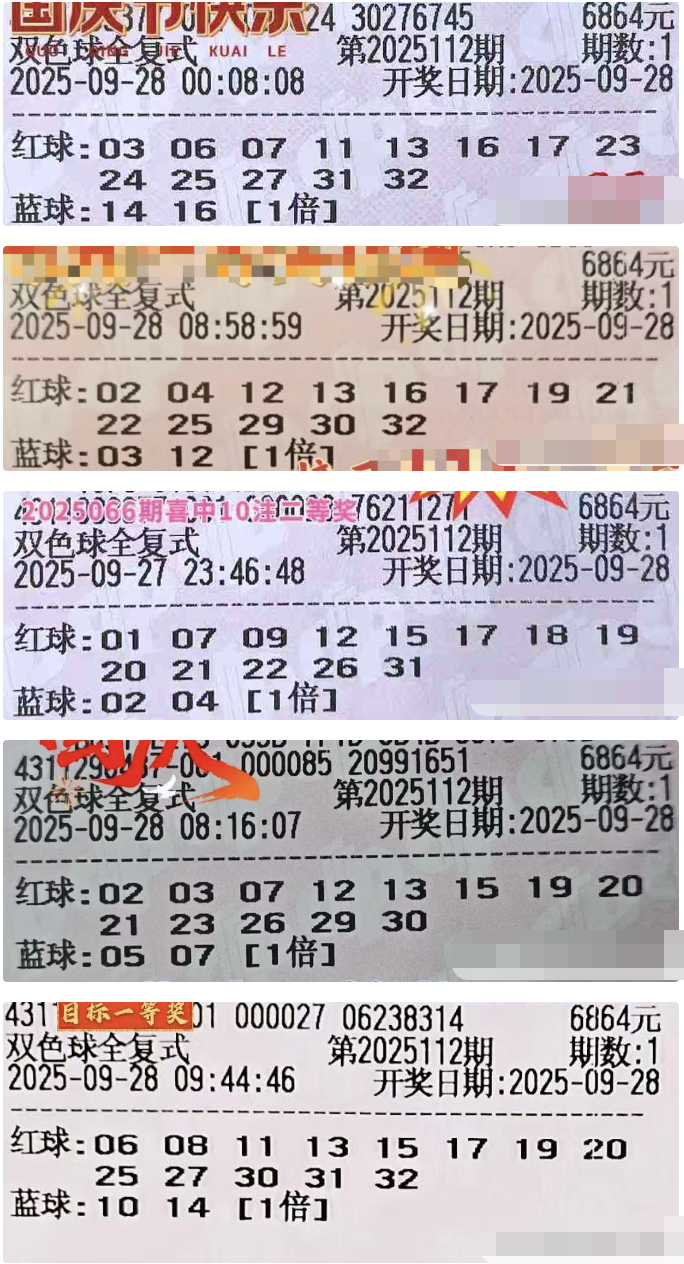 国庆节快乐
GUO QING JIE KUAI LE
24 30276745 6864元
双色球全复式 第2025112期 期数:1
2025-09-28 00:08:08 开奖日期:2025-09-28
红球:03 06 07 11 13 16 17 23
24 25 27 31 32
蓝球:14 16 [1倍]
6864元
双色球全复式 第2025112期 期数:1
2025-09-28 08:58:59 开奖日期:2025-09-28
红球:02 04 12 13 16 17 19 21
22 25 29 30 32
蓝球:03 12 [1倍]
2025066期喜中10注二等奖
76211271 6864元
双色球全复式 第2025112期 期数:1
2025-09-27 23:46:48 开奖日期:2025-09-28
红球:01 07 09 12 15 17 18 19
20 21 22 26 31
蓝球:02 04 [1倍]
000085 20991651 6864元
双色球全复式 第2025112期 期数:1
2025-09-28 08:16:07 开奖日期:2025-09-28
红球:02 03 07 12 13 15 19 20
21 23 26 29 30
蓝球:05 07 [1倍]
目标一等奖
4311 01 000027 06238314 6864元
双色球全复式 第2025112期 期数:1
2025-09-28 09:44:46 开奖日期:2025-09-28
红球:06 08 11 13 15 17 19 20
25 27 30 31 32
蓝球:10 14 [1倍]